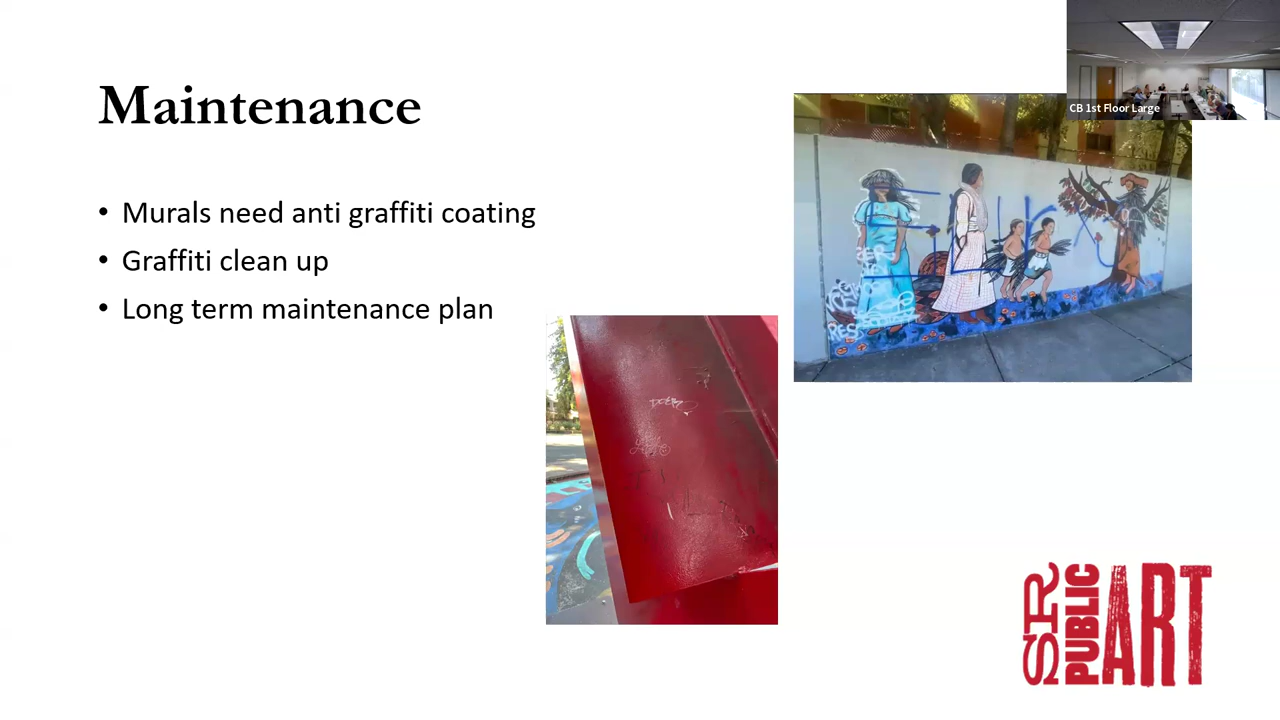 Maintenance
• Murals need anti graffiti coating
• Graffiti clean up
• Long term maintenance plan
CB 1st Floor Large
SR
PUBLIC
ART